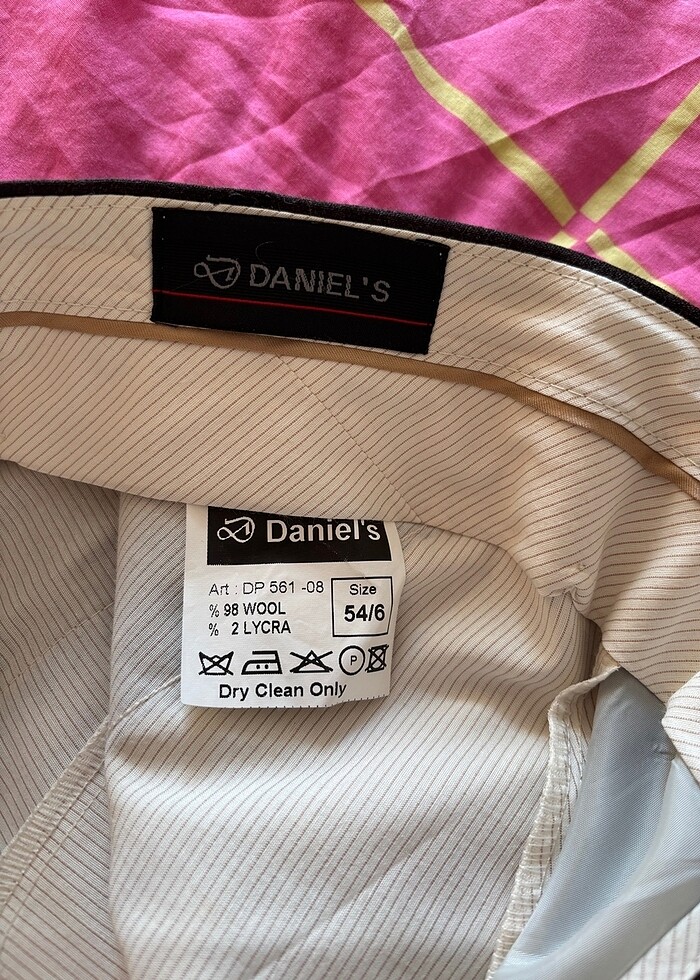 DANIEL'S
Daniel's
Art : DP 561 -08
% 98 WOOL
% 2 LYCRA
Size
54/6
P
Dry Clean Only